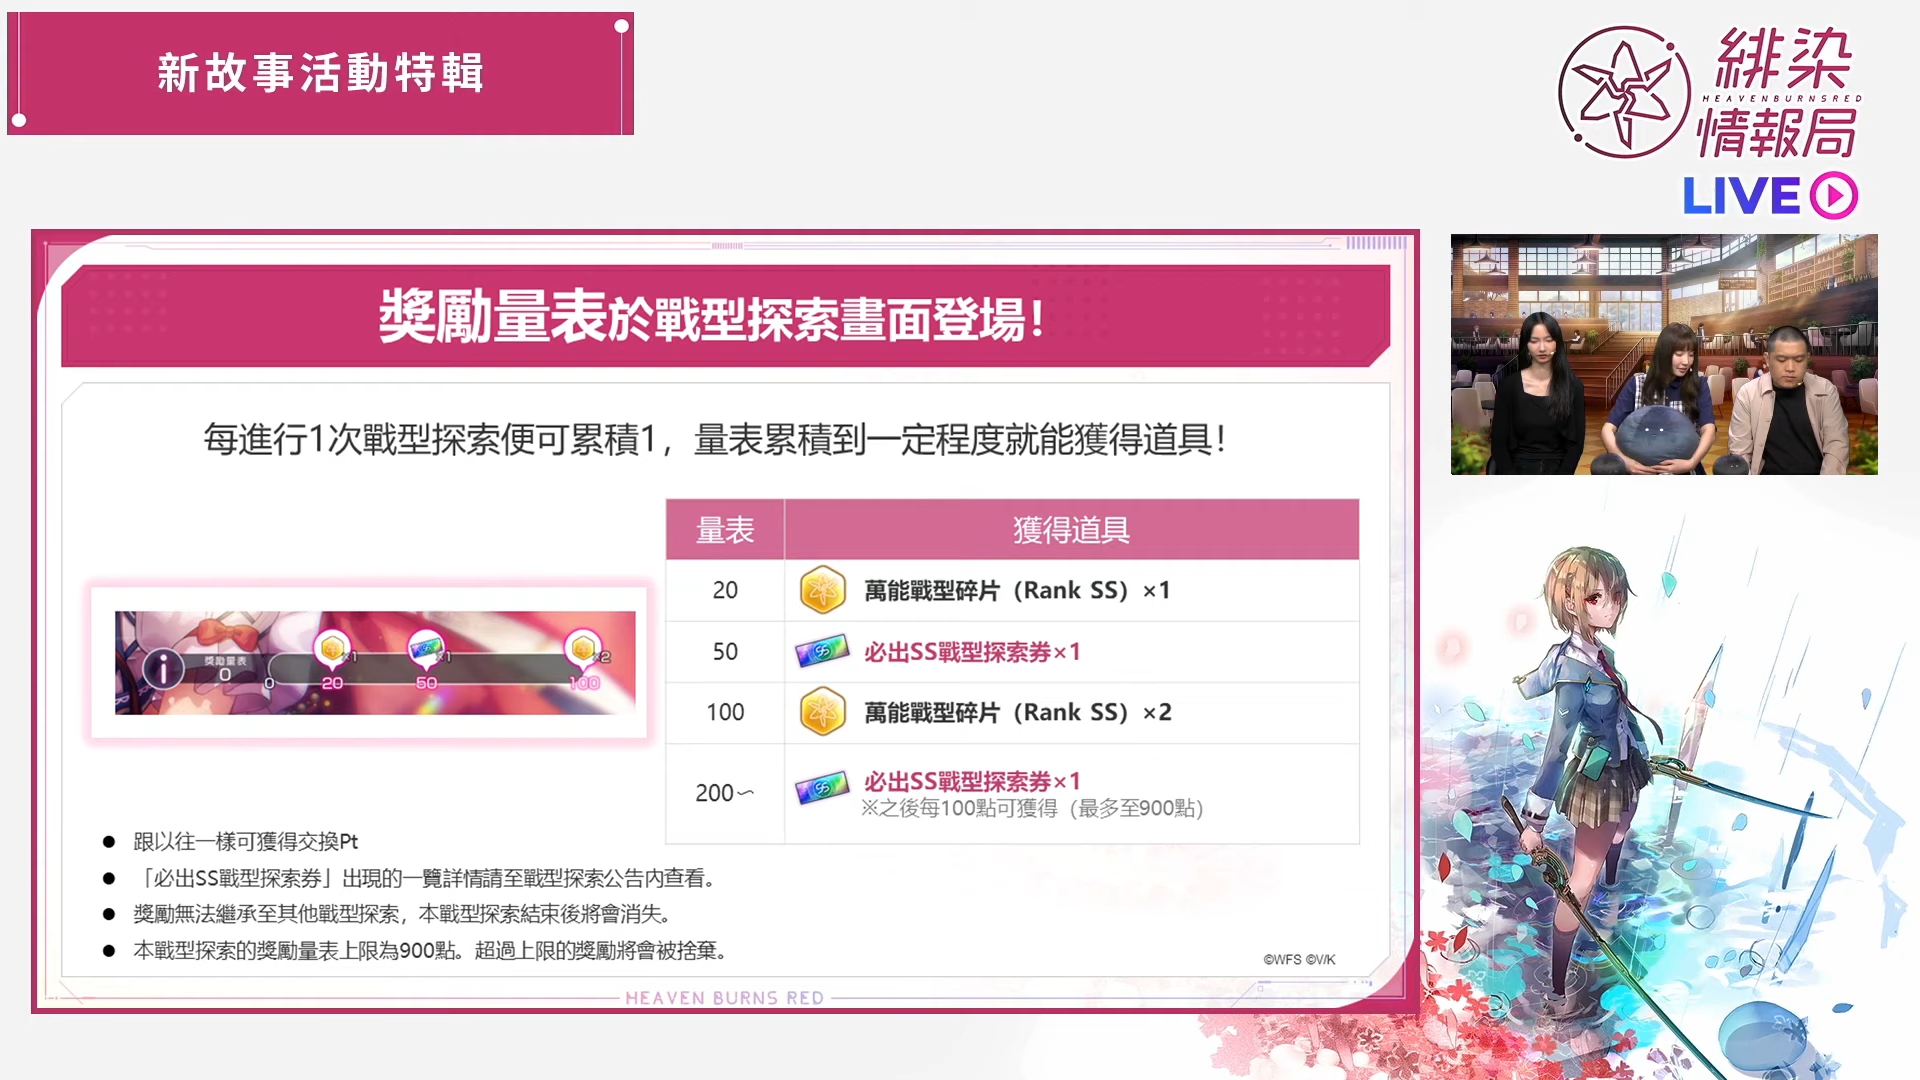 新故事活動特輯
緋染
HEAVENBURNSRED
情報局
LIVE
獎勵量表於戰型探索畫面登場！
每進行1次戰型探索便可累積1，量表累積到一定程度就能獲得道具！
量表 獲得道具
20 萬能戰型碎片（Rank SS）×1
50 必出SS戰型探索券×1
100 萬能戰型碎片（Rank SS）×2
200～ 必出SS戰型探索券×1
※之後每100點可獲得（最多至900點）
獎勵量表
0
0
×1
20
×1
50
×2
100
● 跟以往一樣可獲得交換Pt
● 「必出SS戰型探索券」出現的一覽詳情請至戰型探索公告內查看。
● 獎勵無法繼承至其他戰型探索，本戰型探索結束後將會消失。
● 本戰型探索的獎勵量表上限為900點。超過上限的獎勵將會被捨棄。
©WFS ©V/K
HEAVEN BURNS RED